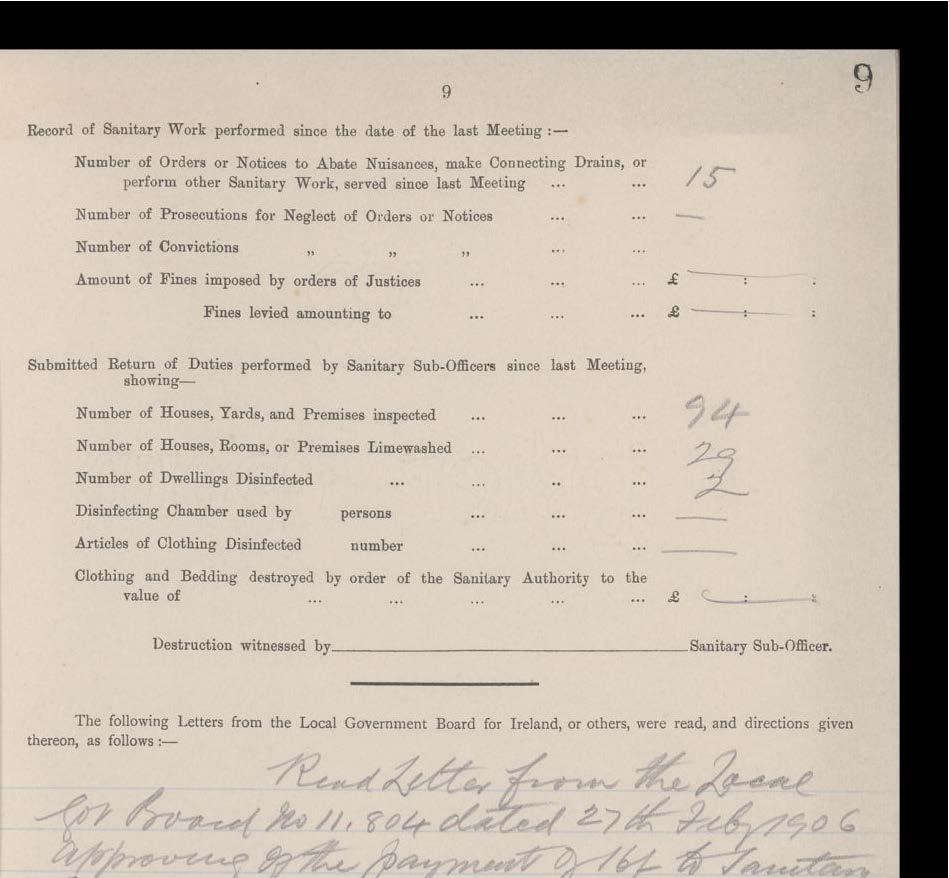 9
9
Record of Sanitary Work performed since the date of the last Meeting :—
Number of Orders or Notices to Abate Nuisances, make Connecting Drains, or
perform other Sanitary Work, served since last Meeting ... ... 15
Number of Prosecutions for Neglect of Orders or Notices ... ... —
Number of Convictions „ „ „ ... ...
Amount of Fines imposed by orders of Justices ... ... ... £ — : :
Fines levied amounting to ... ... ... £ — : :
Submitted Return of Duties performed by Sanitary Sub-Officers since last Meeting,
showing—
Number of Houses, Yards, and Premises inspected ... ... ... 94
Number of Houses, Rooms, or Premises Limewashed ... ... ... 29
Number of Dwellings Disinfected ... ... .. ... 2
Disinfecting Chamber used by persons ... ... ... —
Articles of Clothing Disinfected number ... ... ... —
Clothing and Bedding destroyed by order of the Sanitary Authority to the
value of ... ... ... ... ... £ : :
Destruction witnessed by Sanitary Sub-Officer.
The following Letters from the Local Government Board for Ireland, or others, were read, and directions given
thereon, as follows :—
Read Letter from the Local
Gov Board No 11.804 dated 27th Feby 1906
approving of the payment of 16/ to Sanitary